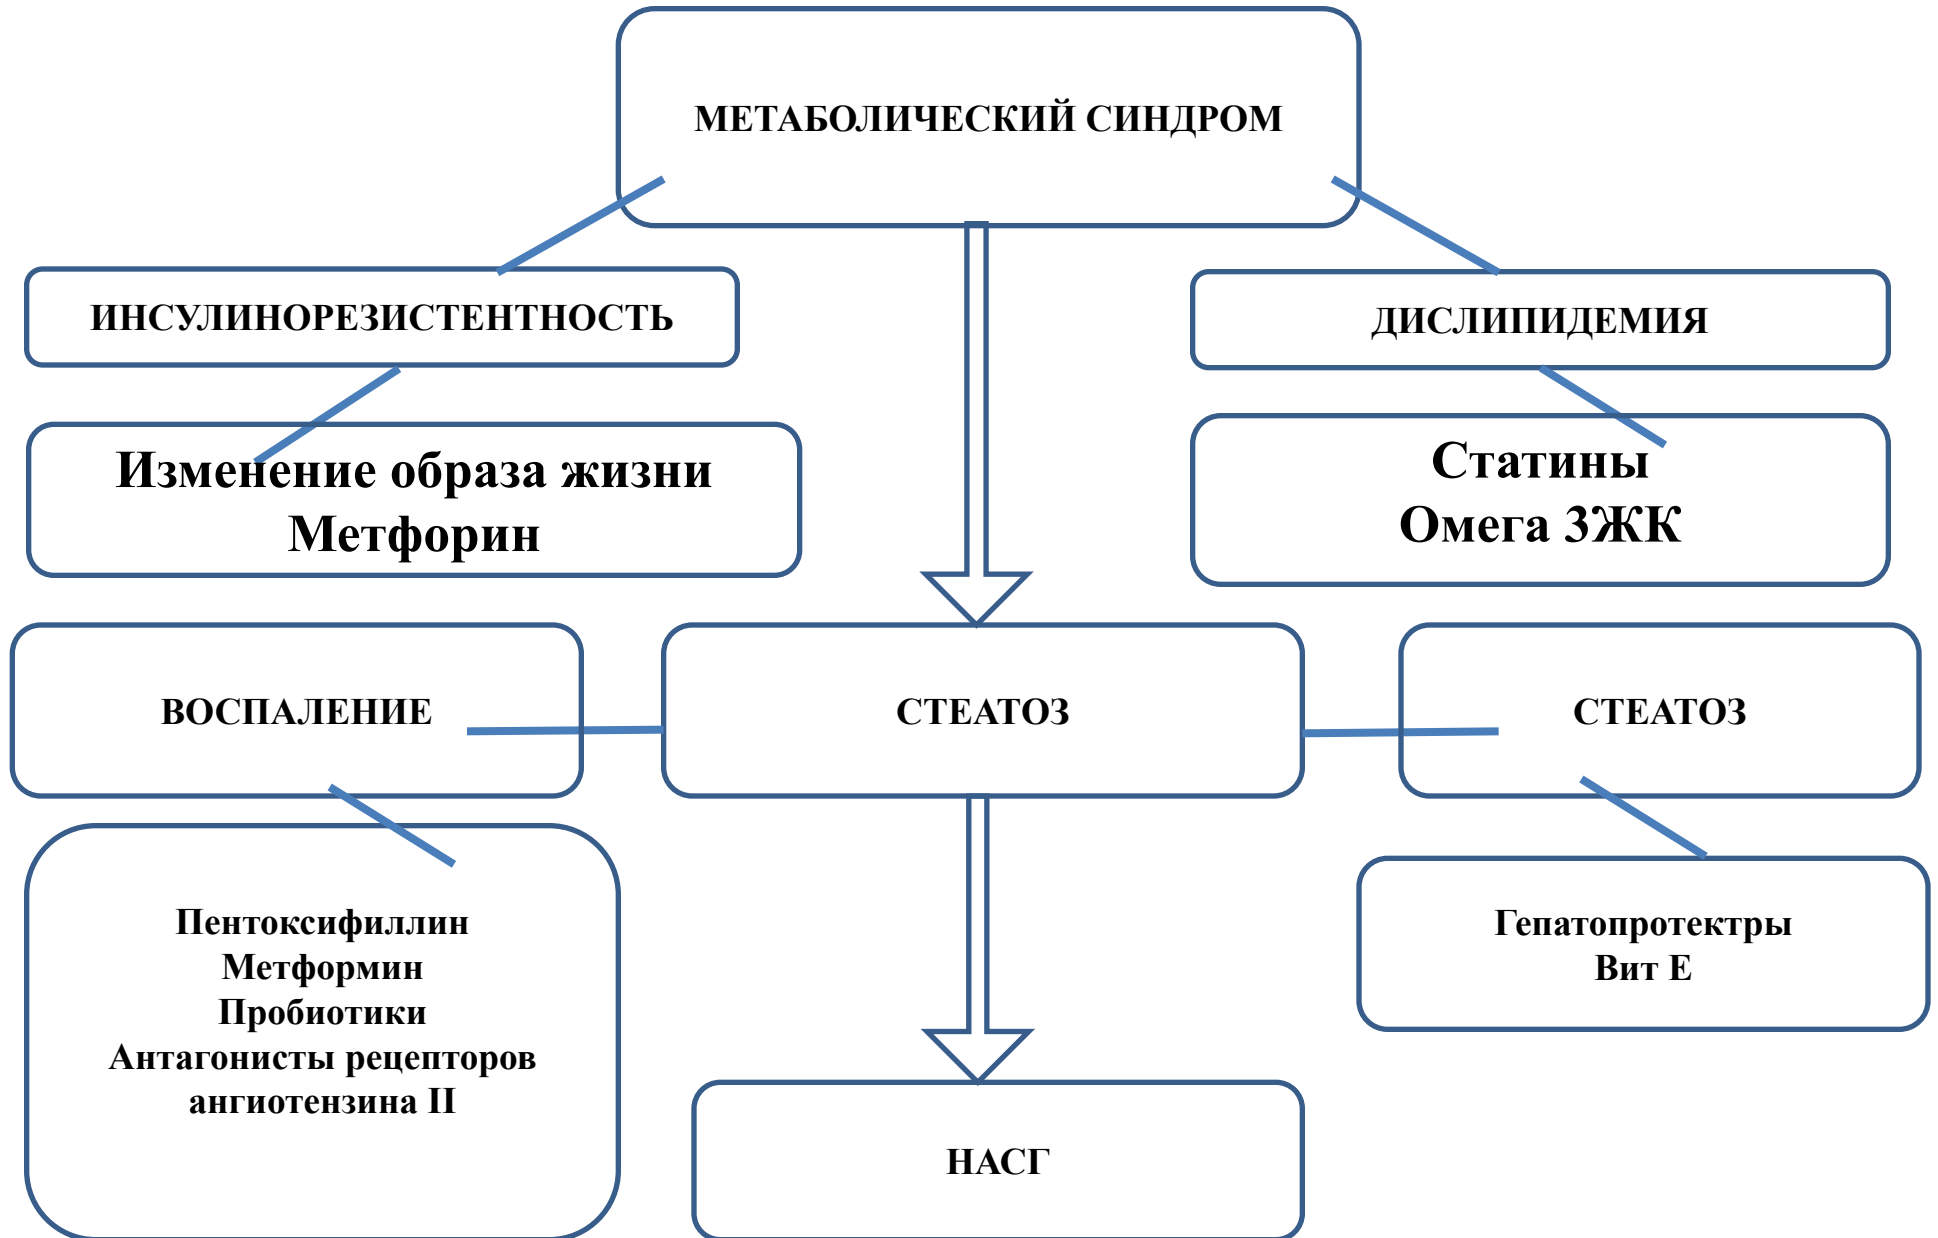 МЕТАБОЛИЧЕСКИЙ СИНДРОМ
ИНСУЛИНОРЕЗИСТЕНТНОСТЬ
ДИСЛИПИДЕМИЯ
Изменение образа жизни
Метфорин
Статины
Омега 3ЖК
ВОСПАЛЕНИЕ
СТЕАТОЗ
СТЕАТОЗ
Пентоксифиллин
Метформин
Пробиотики
Антагонисты рецепторов
ангиотензина II
Гепатопротектры
Вит Е
НАСГ